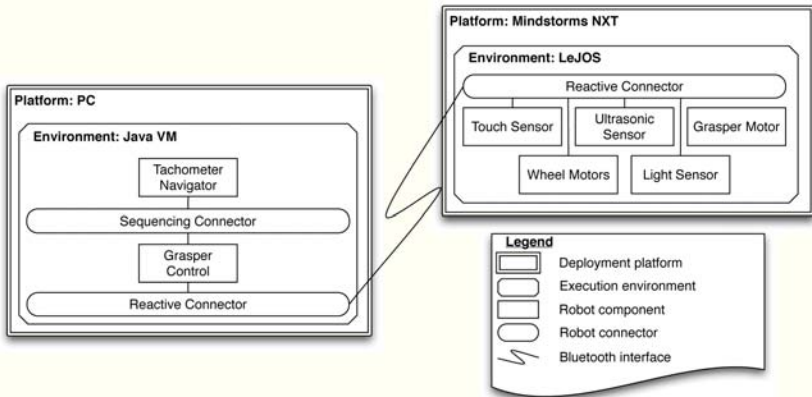 Platform: PC
Environment: Java VM
Tachometer
Navigator
Sequencing Connector
Grasper
Control
Reactive Connector
Platform: Mindstorms NXT
Environment: LeJOS
Reactive Connector
Touch Sensor
Ultrasonic
Sensor
Grasper Motor
Wheel Motors
Light Sensor
Legend
Deployment platform
Execution environment
Robot component
Robot connector
Bluetooth interface